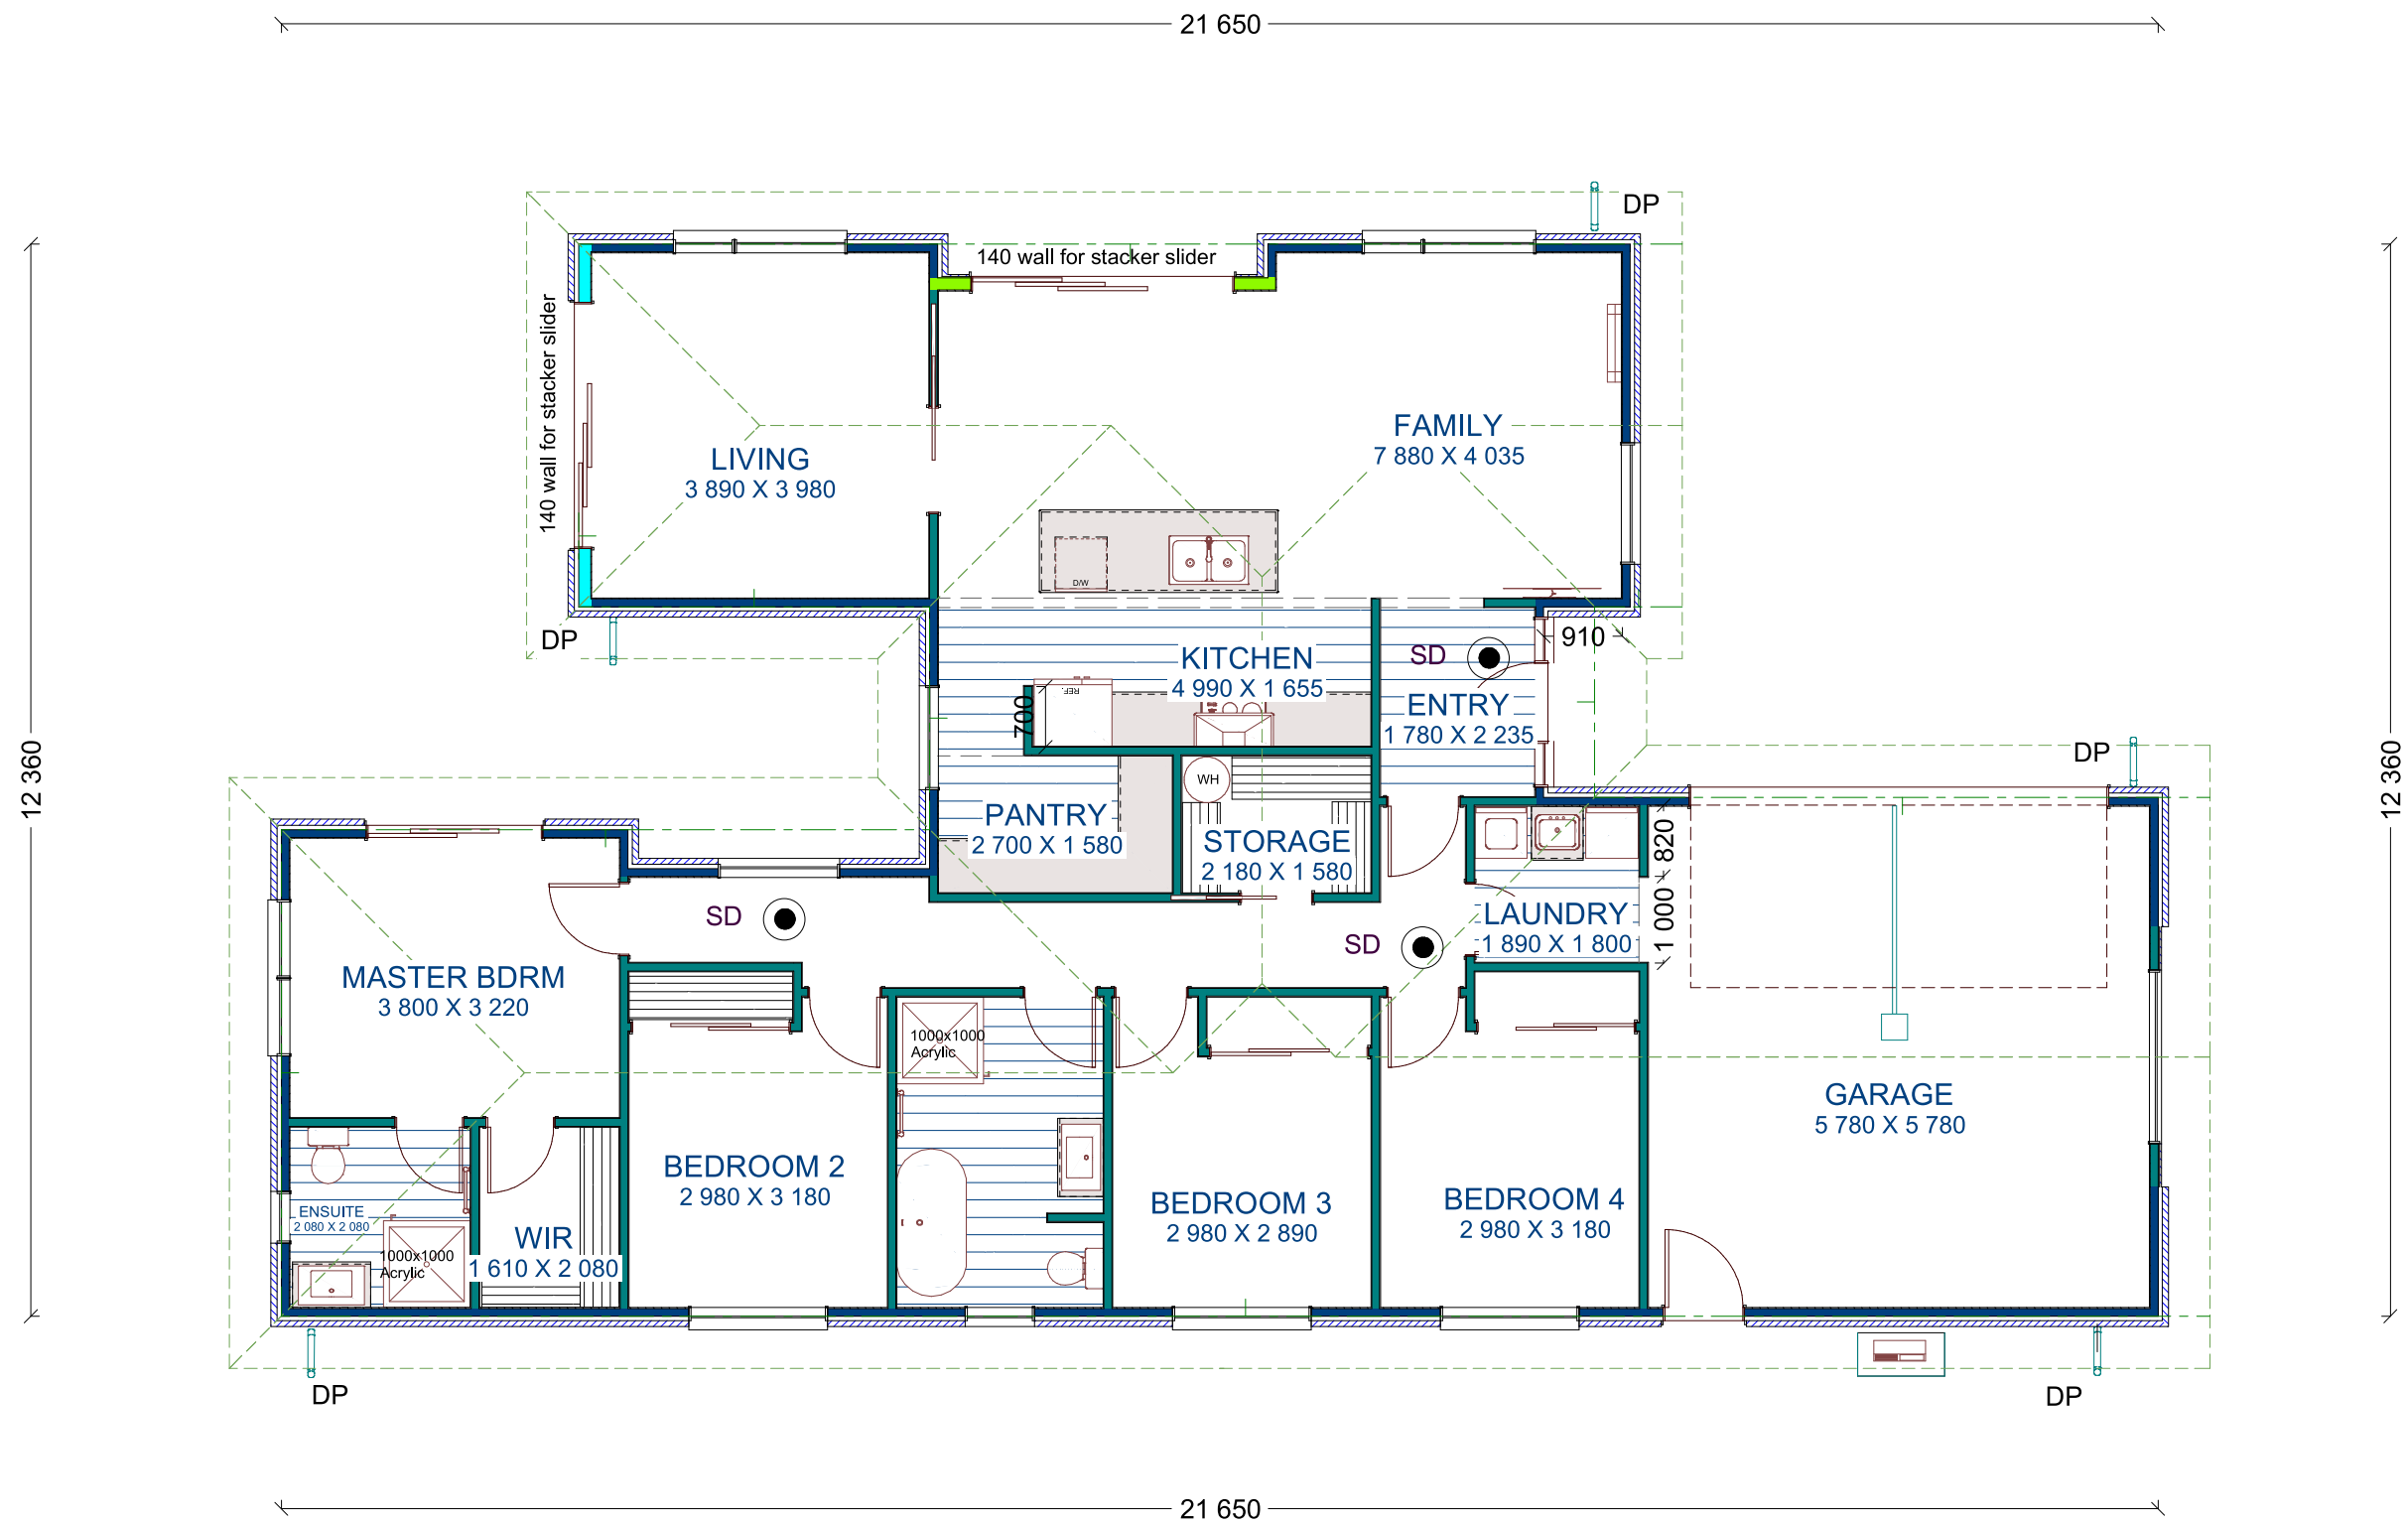 21 650
DP
140 wall for stacker slider
140 wall for stacker slider
FAMILY
7 880 X 4 035
LIVING
3 890 X 3 980
D/W
DP
910
SD
KITCHEN
4 990 X 1 655
REF.
700
ENTRY
1 780 X 2 235
DP
12 360
12 360
WH
PANTRY
2 700 X 1 580
STORAGE
2 180 X 1 580
820
SD
SD
LAUNDRY
1 890 X 1 800
1 000
MASTER BDRM
3 800 X 3 220
1000x1000
Acrylic
GARAGE
5 780 X 5 780
BEDROOM 2
2 980 X 3 180
BEDROOM 3
2 980 X 2 890
BEDROOM 4
2 980 X 3 180
ENSUITE
2 080 X 2 080
WIR
1 610 X 2 080
1000x1000
Acrylic
DP
DP
21 650